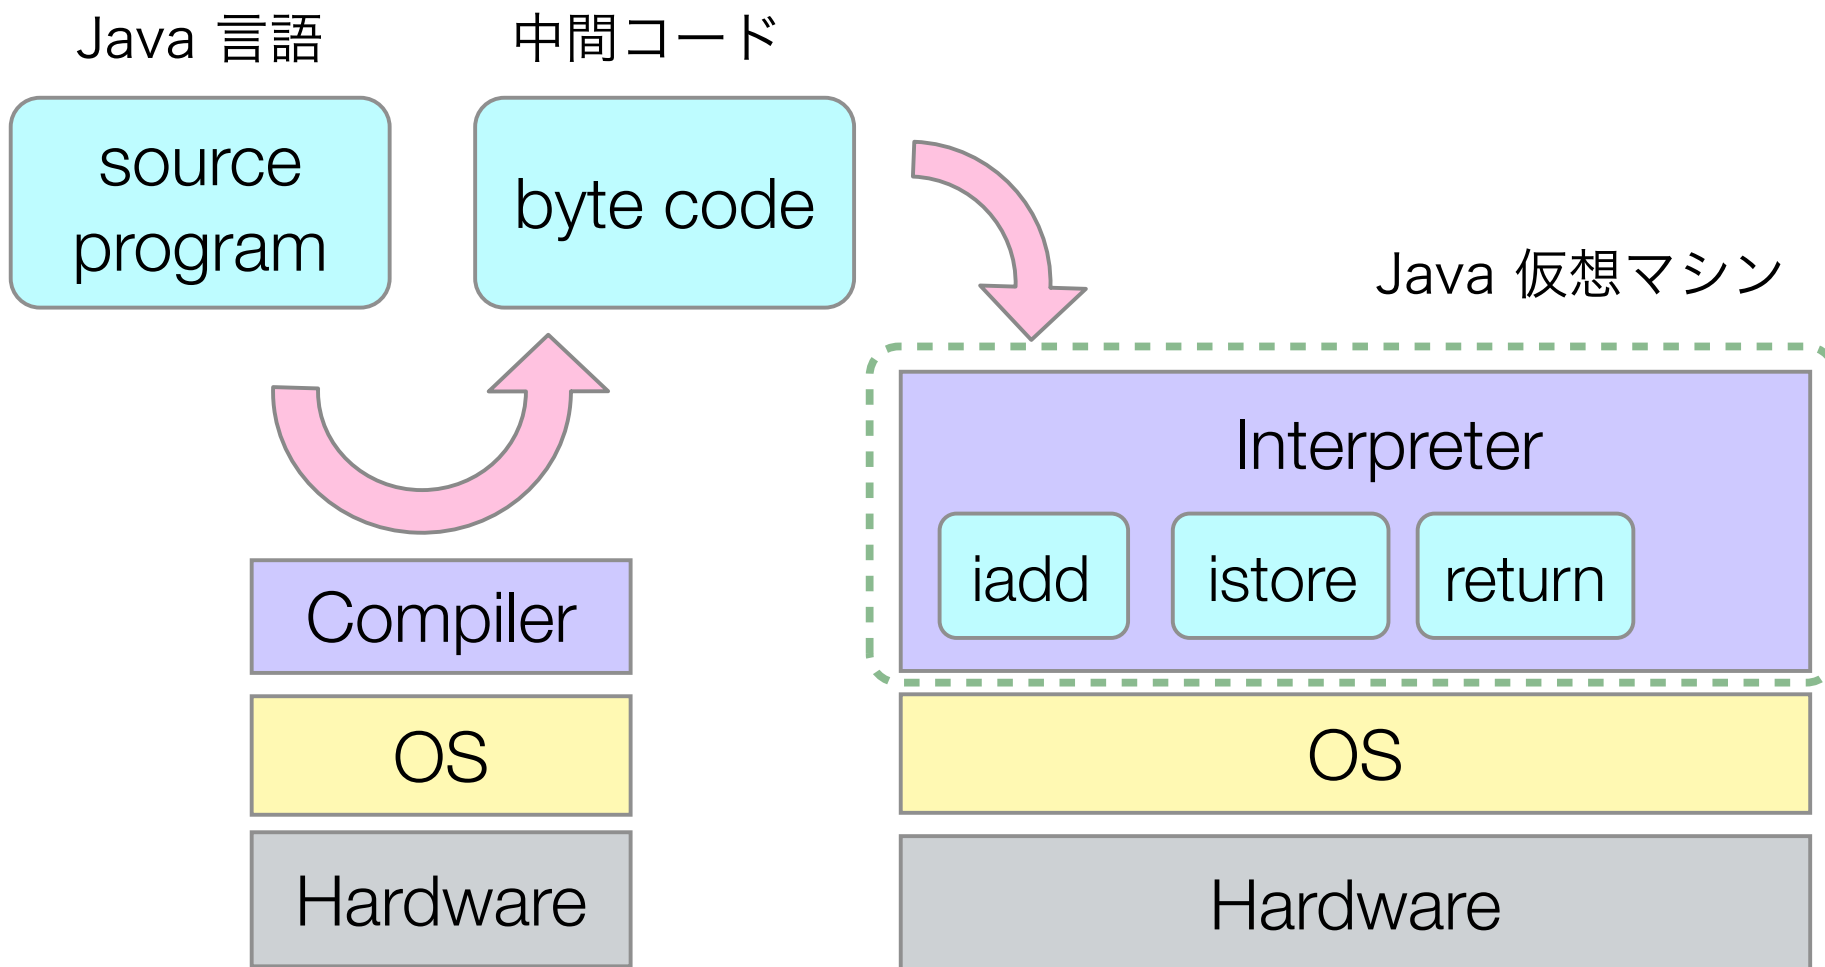 Java 言語
中間コード
source
program
byte code
Java 仮想マシン
Interpreter
iadd
istore
return
Compiler
OS
Hardware
OS
Hardware